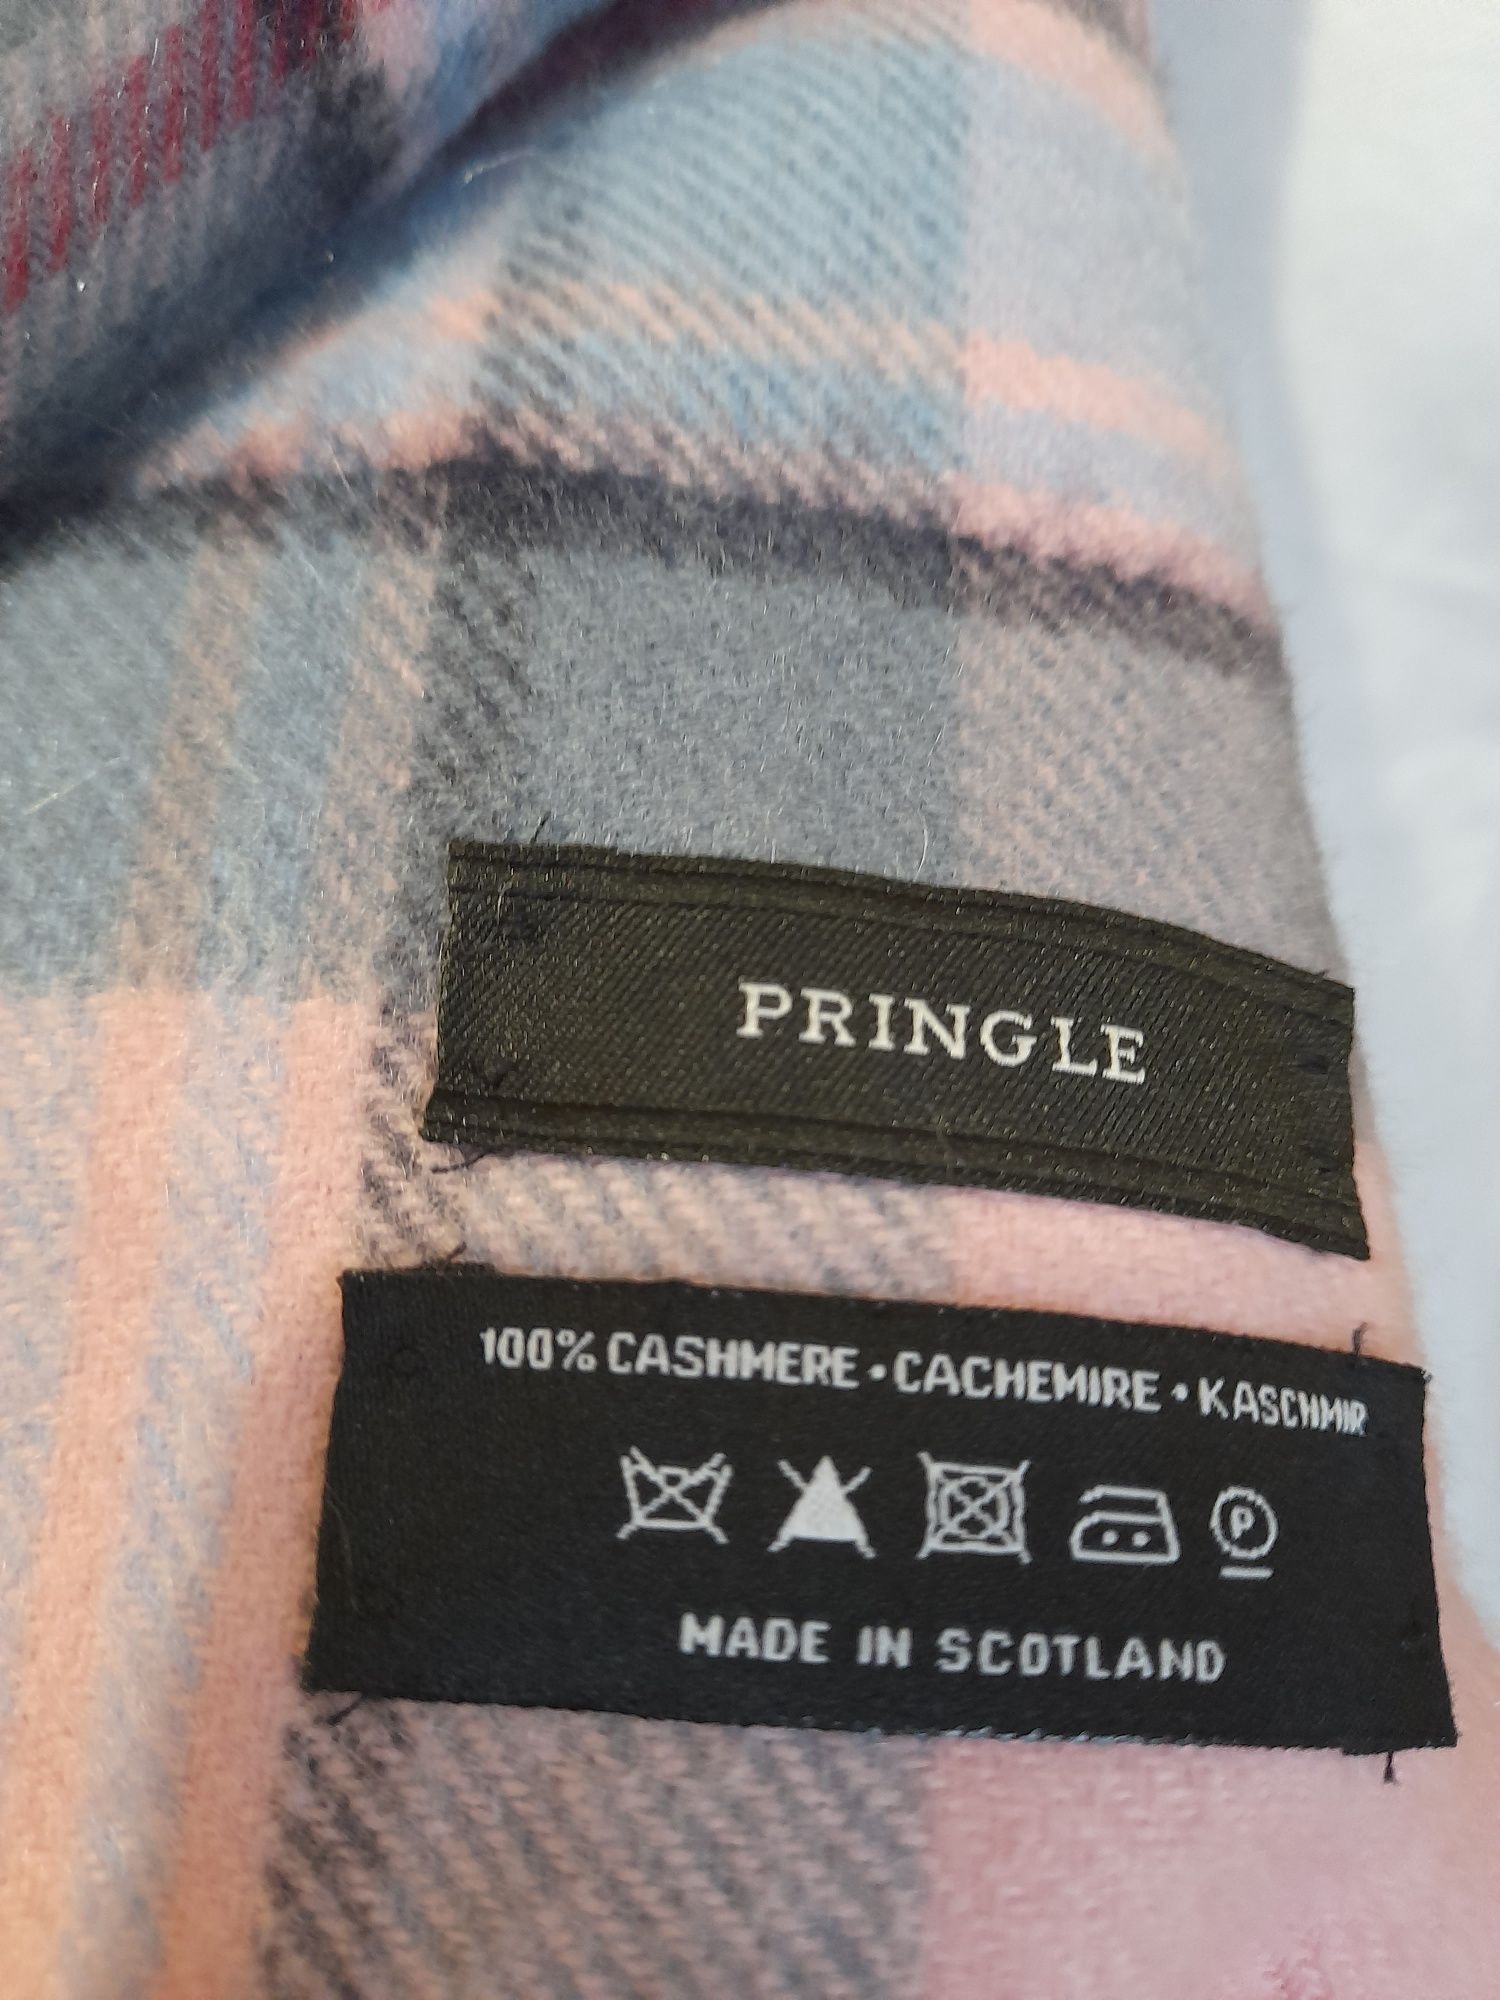 PRINGLE
100% CASHMERE • CACHEMIRE • KASCHMIR
P
MADE IN SCOTLAND